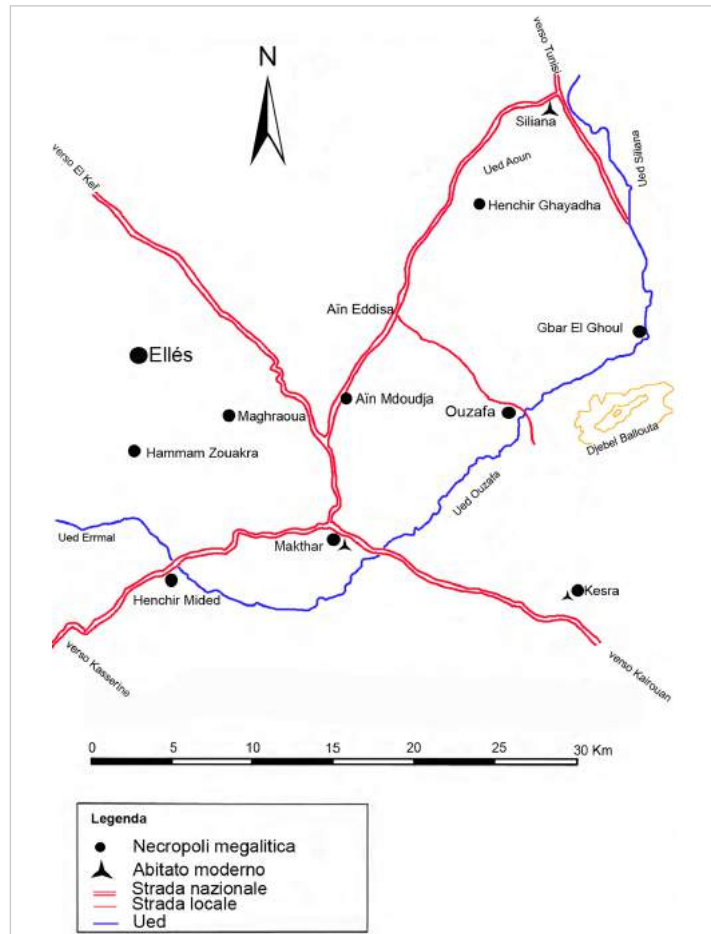 verso Tunisi
N
Siliana
verso El Kef
Ued Aoun
Ued Siliana
Henchir Ghayadha
Aïn Eddisa
Gbar El Ghoul
Ellés
Aïn Mdoudja
Maghraoua
Ouzafa
Hammam Zouakra
Djebel Ballouta
Ued Ouzafa
Ued Errmal
Makthar
Henchir Mided
Kesra
verso Kasserine
verso Kairouan
0 5 10 15 20 25 30 Km
Legenda
Necropoli megalitica
Abitato moderno
Strada nazionale
Strada locale
Ued